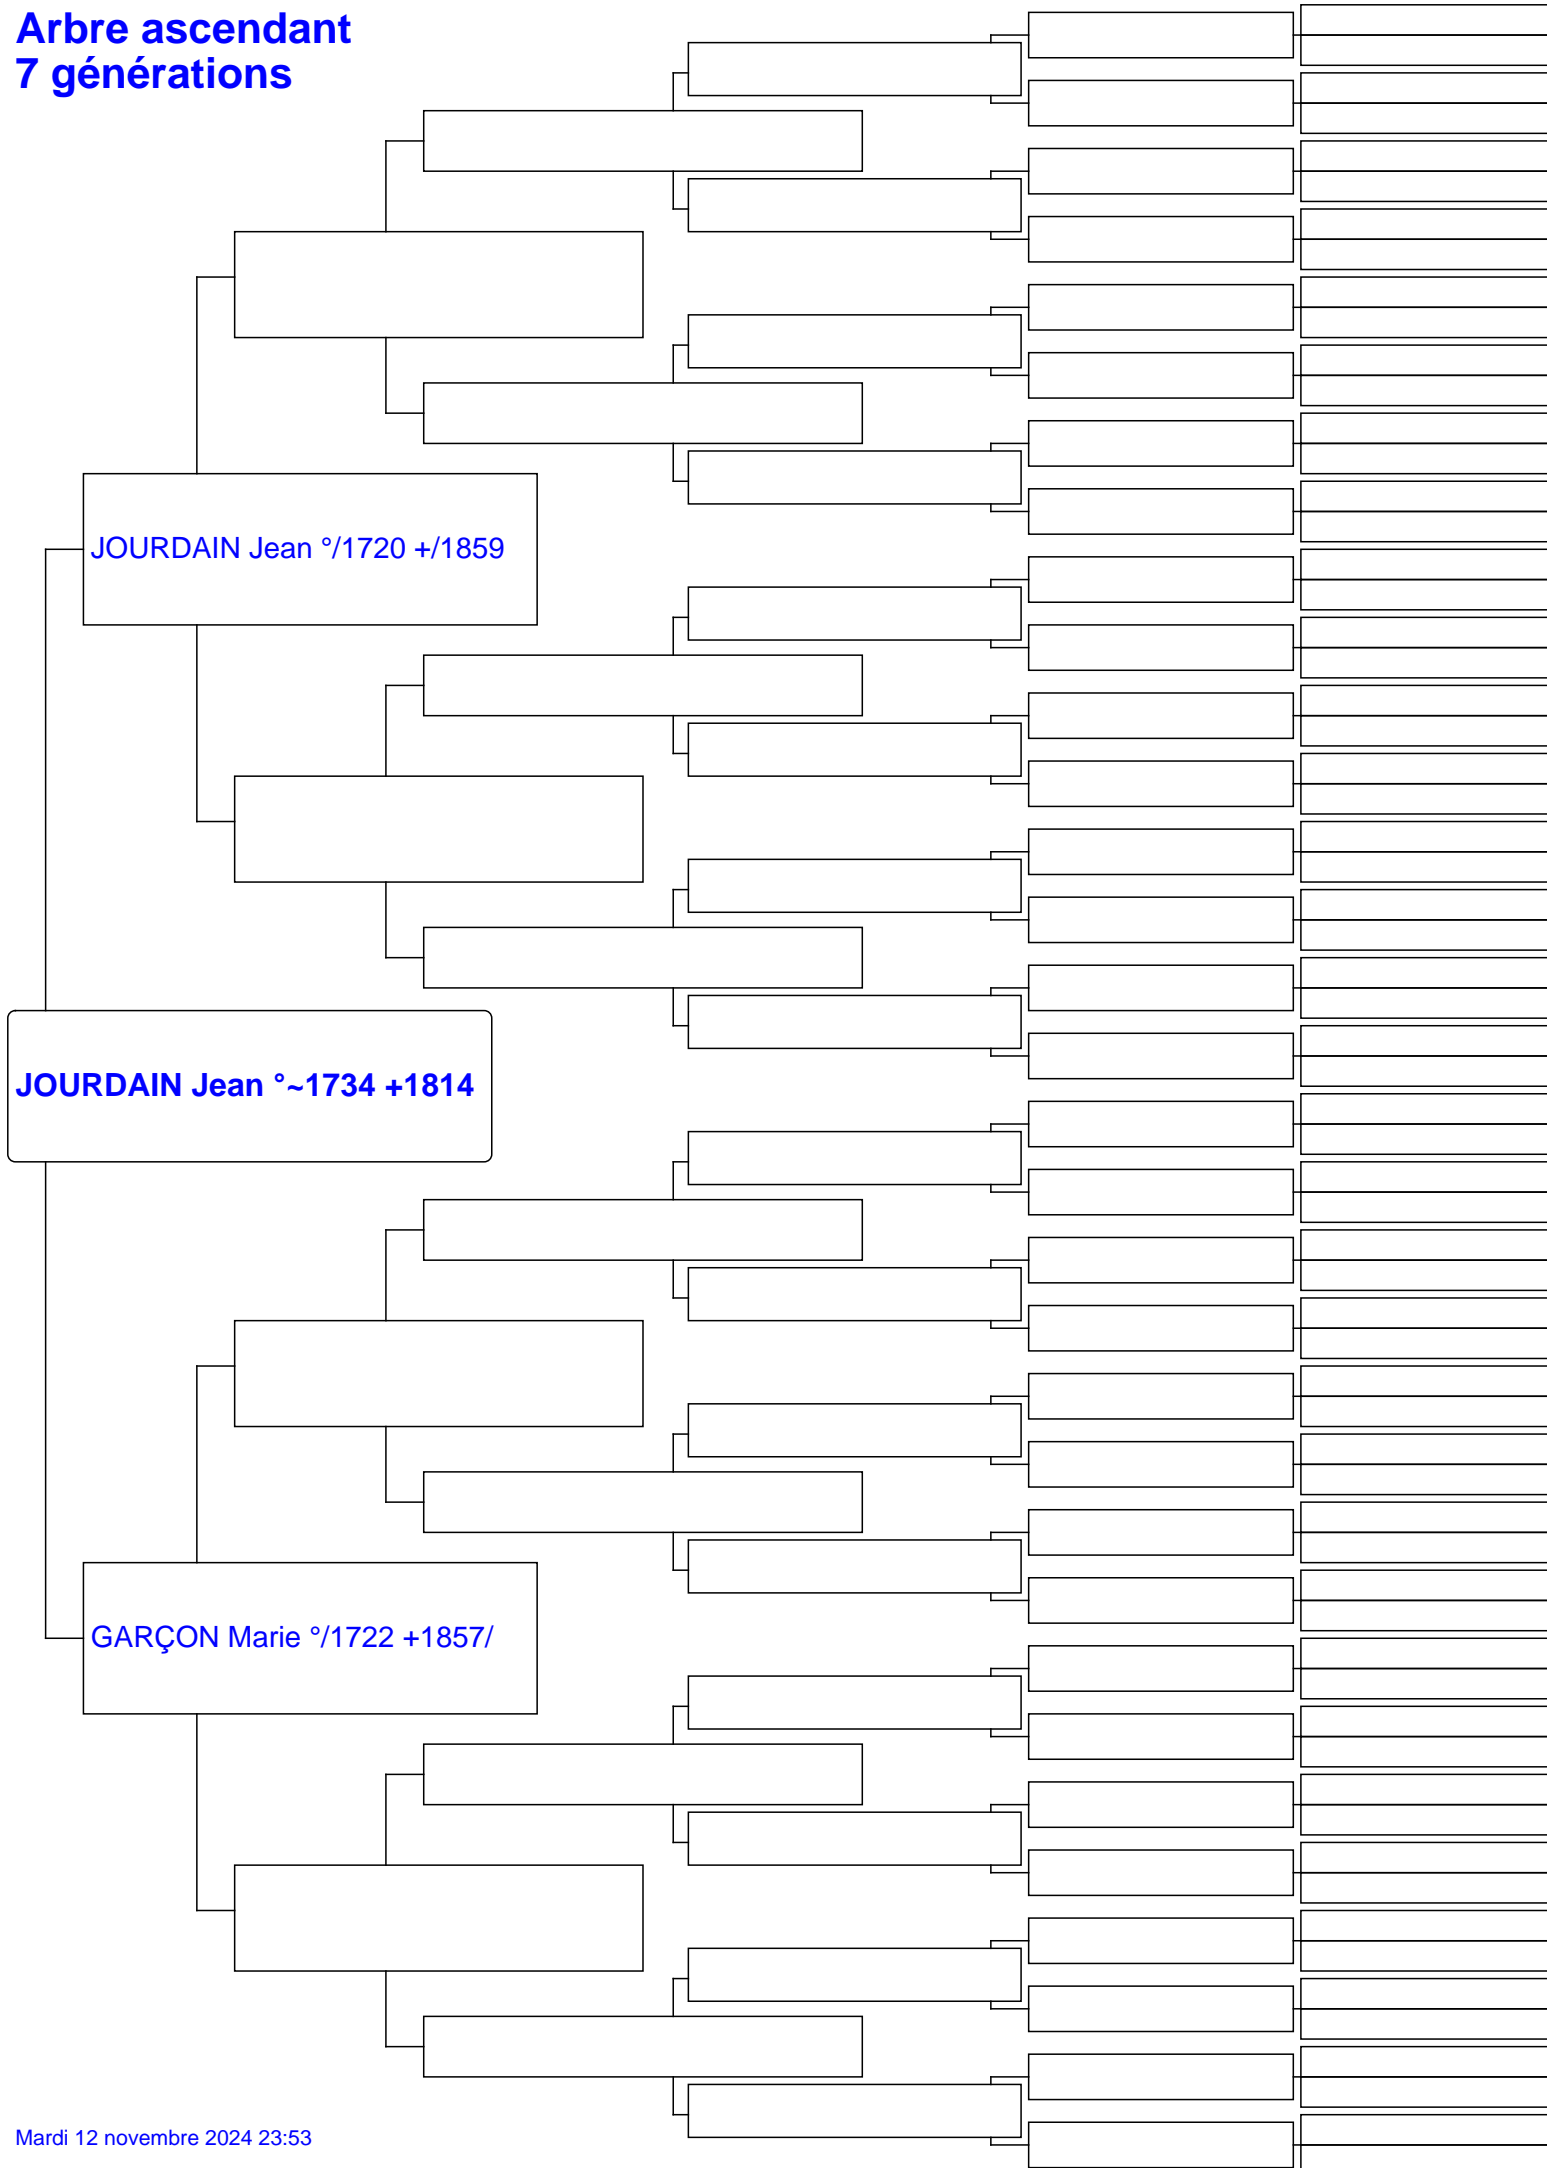 Arbre ascendant
7 générations
JOURDAIN Jean °/1720 +/1859
JOURDAIN Jean °~1734 +1814
GARÇON Marie °/1722 +1857/
Mardi 12 novembre 2024 23:53